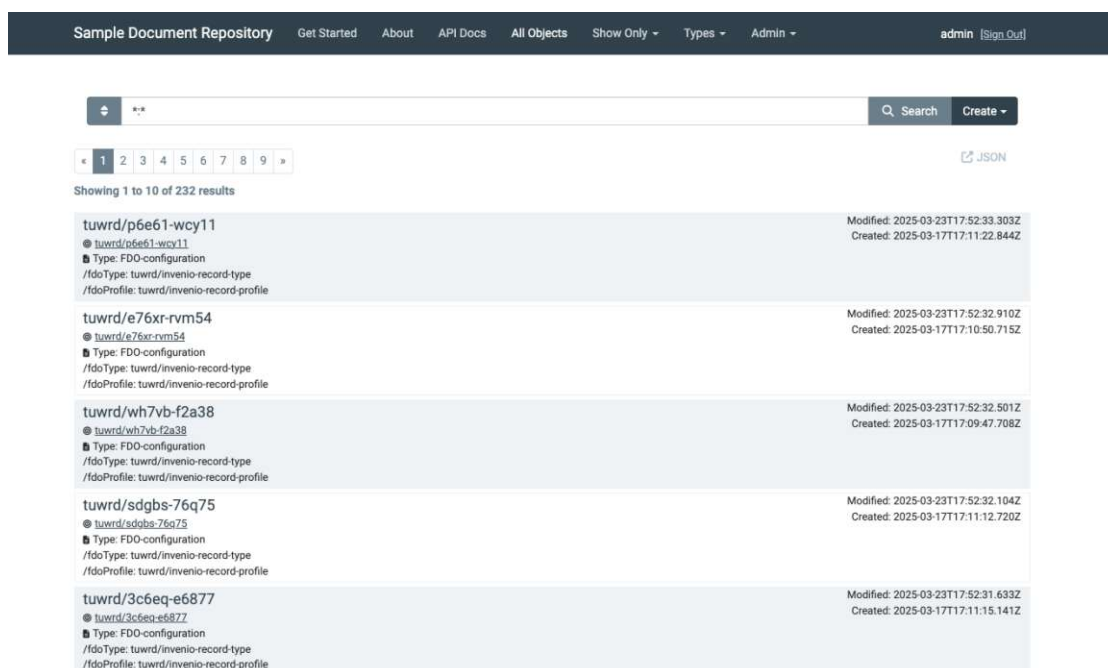 Sample Document Repository Get Started About API Docs All Objects Show Only Types Admin admin [Sign Out]
*:* Search Create
« 1 2 3 4 5 6 7 8 9 » JSON
Showing 1 to 10 of 232 results
tuwrd/p6e61-wcy11 Modified: 2025-03-23T17:52:33.303Z
tuwrd/p6e61-wcy11 Created: 2025-03-17T17:11:22.844Z
Type: FDO-configuration
/fdoType: tuwrd/invenio-record-type
/fdoProfile: tuwrd/invenio-record-profile
tuwrd/e76xr-rvm54 Modified: 2025-03-23T17:52:32.910Z
tuwrd/e76xr-rvm54 Created: 2025-03-17T17:10:50.715Z
Type: FDO-configuration
/fdoType: tuwrd/invenio-record-type
/fdoProfile: tuwrd/invenio-record-profile
tuwrd/wh7vb-f2a38 Modified: 2025-03-23T17:52:32.501Z
tuwrd/wh7vb-f2a38 Created: 2025-03-17T17:09:47.708Z
Type: FDO-configuration
/fdoType: tuwrd/invenio-record-type
/fdoProfile: tuwrd/invenio-record-profile
tuwrd/sdgbs-76q75 Modified: 2025-03-23T17:52:32.104Z
tuwrd/sdgbs-76q75 Created: 2025-03-17T17:11:12.720Z
Type: FDO-configuration
/fdoType: tuwrd/invenio-record-type
/fdoProfile: tuwrd/invenio-record-profile
tuwrd/3c6eq-e6877 Modified: 2025-03-23T17:52:31.633Z
tuwrd/3c6eq-e6877 Created: 2025-03-17T17:11:15.141Z
Type: FDO-configuration
/fdoType: tuwrd/invenio-record-type
/fdoProfile: tuwrd/invenio-record-profile